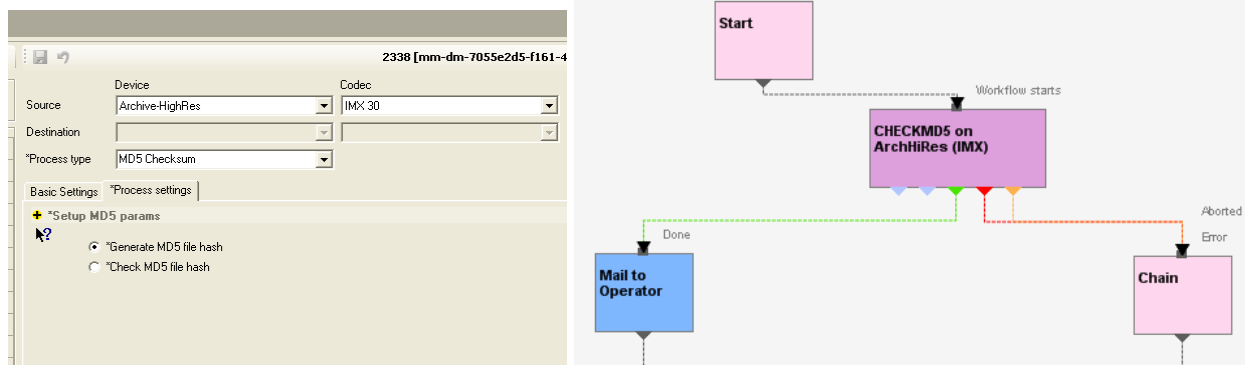 2338 [mm-dm-7055e2d5-f161-4
Device Codec
Source Archive-HighRes IMX 30
Destination
*Process type MD5 Checksum
Basic Settings *Process settings
*Setup MD5 params
*Generate MD5 file hash
*Check MD5 file hash
Start
Workflow starts
CHECKMD5 on
ArchHiRes (IMX)
Aborted
Done
Error
Mail to
Operator
Chain